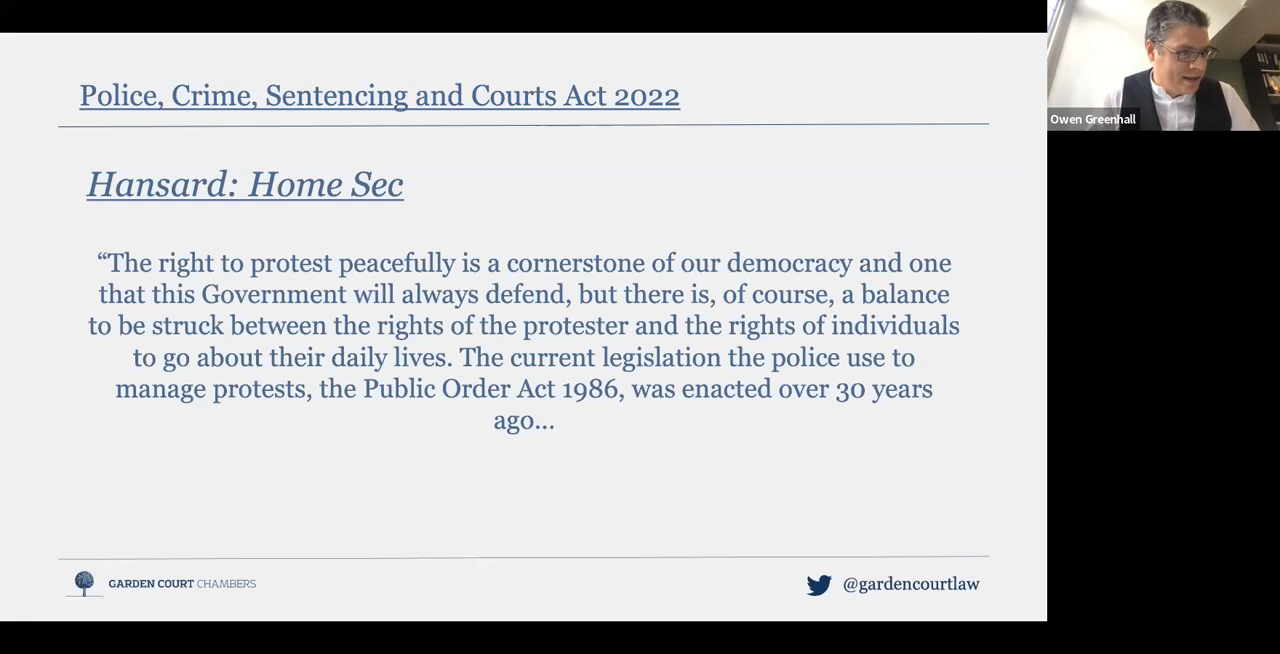 Police, Crime, Sentencing and Courts Act 2022
Hansard: Home Sec
“The right to protest peacefully is a cornerstone of our democracy and one
that this Government will always defend, but there is, of course, a balance
to be struck between the rights of the protester and the rights of individuals
to go about their daily lives. The current legislation the police use to
manage protests, the Public Order Act 1986, was enacted over 30 years
ago...
GARDEN COURT CHAMBERS
@gardencourtlaw
Owen Greenhall